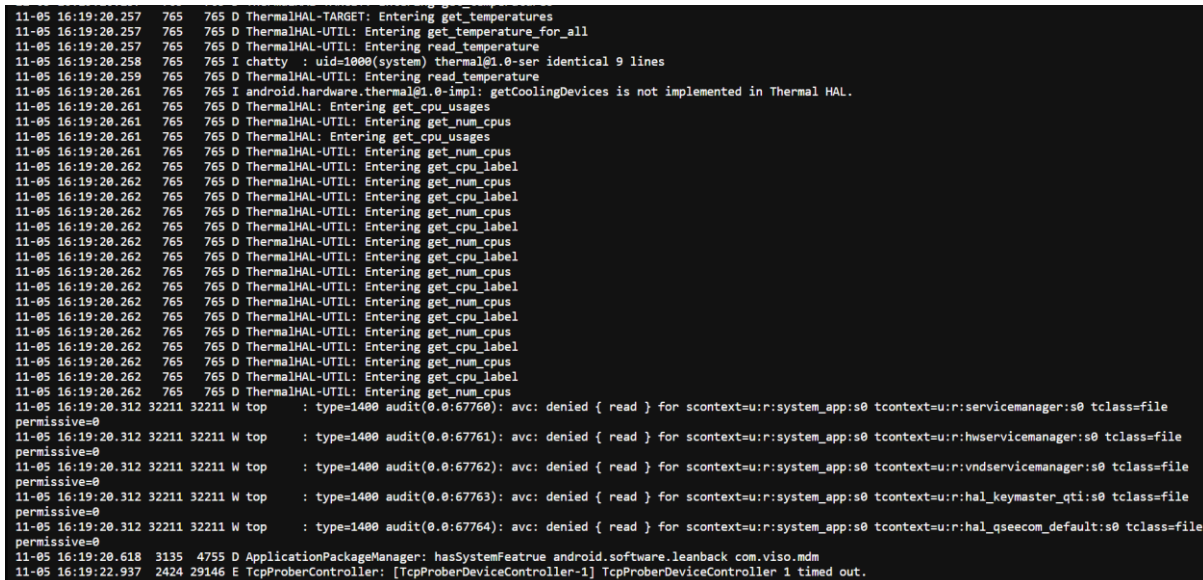 11-05 16:19:20.257   765   765 D ThermalHAL-TARGET: Entering get_temperatures
11-05 16:19:20.257   765   765 D ThermalHAL-UTIL: Entering get_temperature_for_all
11-05 16:19:20.257   765   765 D ThermalHAL-UTIL: Entering read_temperature
11-05 16:19:20.258   765   765 I chatty  : uid=1000(system) thermal@1.0-ser identical 9 lines
11-05 16:19:20.259   765   765 D ThermalHAL-UTIL: Entering read_temperature
11-05 16:19:20.261   765   765 I android.hardware.thermal@1.0-impl: getCoolingDevices is not implemented in Thermal HAL.
11-05 16:19:20.261   765   765 D ThermalHAL: Entering get_cpu_usages
11-05 16:19:20.261   765   765 D ThermalHAL-UTIL: Entering get_num_cpus
11-05 16:19:20.261   765   765 D ThermalHAL: Entering get_cpu_usages
11-05 16:19:20.261   765   765 D ThermalHAL-UTIL: Entering get_num_cpus
11-05 16:19:20.262   765   765 D ThermalHAL-UTIL: Entering get_cpu_label
11-05 16:19:20.262   765   765 D ThermalHAL-UTIL: Entering get_num_cpus
11-05 16:19:20.262   765   765 D ThermalHAL-UTIL: Entering get_cpu_label
11-05 16:19:20.262   765   765 D ThermalHAL-UTIL: Entering get_num_cpus
11-05 16:19:20.262   765   765 D ThermalHAL-UTIL: Entering get_cpu_label
11-05 16:19:20.262   765   765 D ThermalHAL-UTIL: Entering get_num_cpus
11-05 16:19:20.262   765   765 D ThermalHAL-UTIL: Entering get_cpu_label
11-05 16:19:20.262   765   765 D ThermalHAL-UTIL: Entering get_num_cpus
11-05 16:19:20.262   765   765 D ThermalHAL-UTIL: Entering get_cpu_label
11-05 16:19:20.262   765   765 D ThermalHAL-UTIL: Entering get_num_cpus
11-05 16:19:20.262   765   765 D ThermalHAL-UTIL: Entering get_cpu_label
11-05 16:19:20.262   765   765 D ThermalHAL-UTIL: Entering get_num_cpus
11-05 16:19:20.262   765   765 D ThermalHAL-UTIL: Entering get_cpu_label
11-05 16:19:20.262   765   765 D ThermalHAL-UTIL: Entering get_num_cpus
11-05 16:19:20.262   765   765 D ThermalHAL-UTIL: Entering get_cpu_label
11-05 16:19:20.262   765   765 D ThermalHAL-UTIL: Entering get_num_cpus
11-05 16:19:20.312 32211 32211 W top     : type=1400 audit(0.0:67760): avc: denied { read } for scontext=u:r:system_app:s0 tcontext=u:r:servicemanager:s0 tclass=file
permissive=0
11-05 16:19:20.312 32211 32211 W top     : type=1400 audit(0.0:67761): avc: denied { read } for scontext=u:r:system_app:s0 tcontext=u:r:hwservicemanager:s0 tclass=file
permissive=0
11-05 16:19:20.312 32211 32211 W top     : type=1400 audit(0.0:67762): avc: denied { read } for scontext=u:r:system_app:s0 tcontext=u:r:vndservicemanager:s0 tclass=file
permissive=0
11-05 16:19:20.312 32211 32211 W top     : type=1400 audit(0.0:67763): avc: denied { read } for scontext=u:r:system_app:s0 tcontext=u:r:hal_keymaster_qti:s0 tclass=file
permissive=0
11-05 16:19:20.312 32211 32211 W top     : type=1400 audit(0.0:67764): avc: denied { read } for scontext=u:r:system_app:s0 tcontext=u:r:hal_qseecom_default:s0 tclass=file
permissive=0
11-05 16:19:20.618  3135  4755 D ApplicationPackageManager: hasSystemFeatrue android.software.leanback com.viso.mdm
11-05 16:19:22.937  2424 29146 E TcpProberController: [TcpProberDeviceController-1] TcpProberDeviceController 1 timed out.